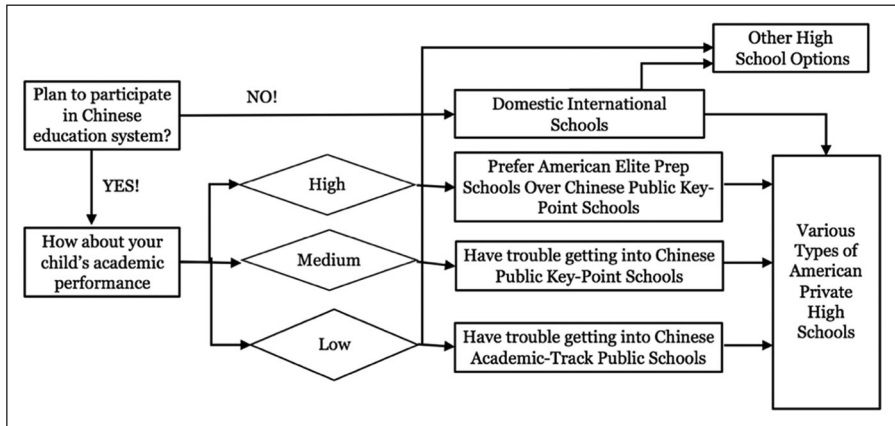 Other High
School Options
Plan to participate
in Chinese
education system?
NO!
Domestic International
Schools
YES!
High
Prefer American Elite Prep
Schools Over Chinese Public Key-
Point Schools
How about your
child's academic
performance
Medium
Have trouble getting into Chinese
Public Key-Point Schools
Various
Types of
American
Private
High
Schools
Low
Have trouble getting into Chinese
Academic-Track Public Schools